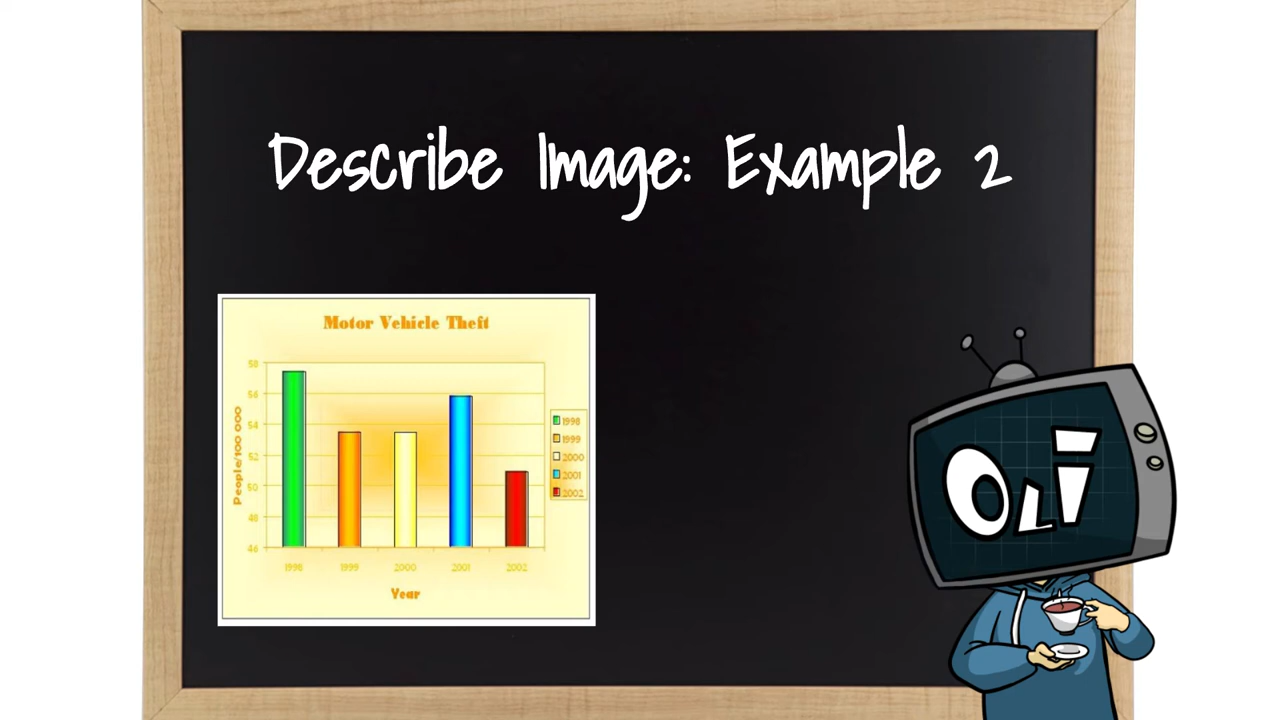 Describe Image: Example 2
Motor Vehicle Theft
58
56
54
52
50
48
46
People/100 000
1998
1999
2000
2001
2002
1998 1999 2000 2001 2002
Year
OLI